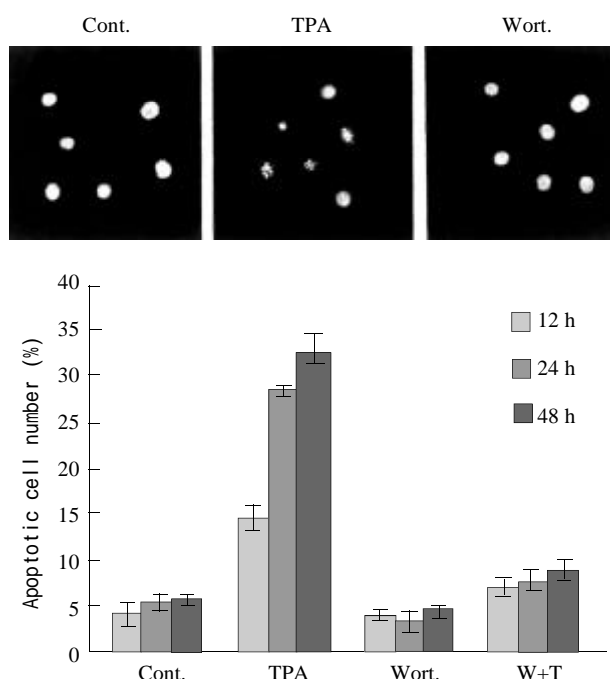 Cont. TPA Wort.
40
35
30
25
20
15
10
5
0
Apoptotic cell number (%)
12 h
24 h
48 h
Cont. TPA Wort. W+T